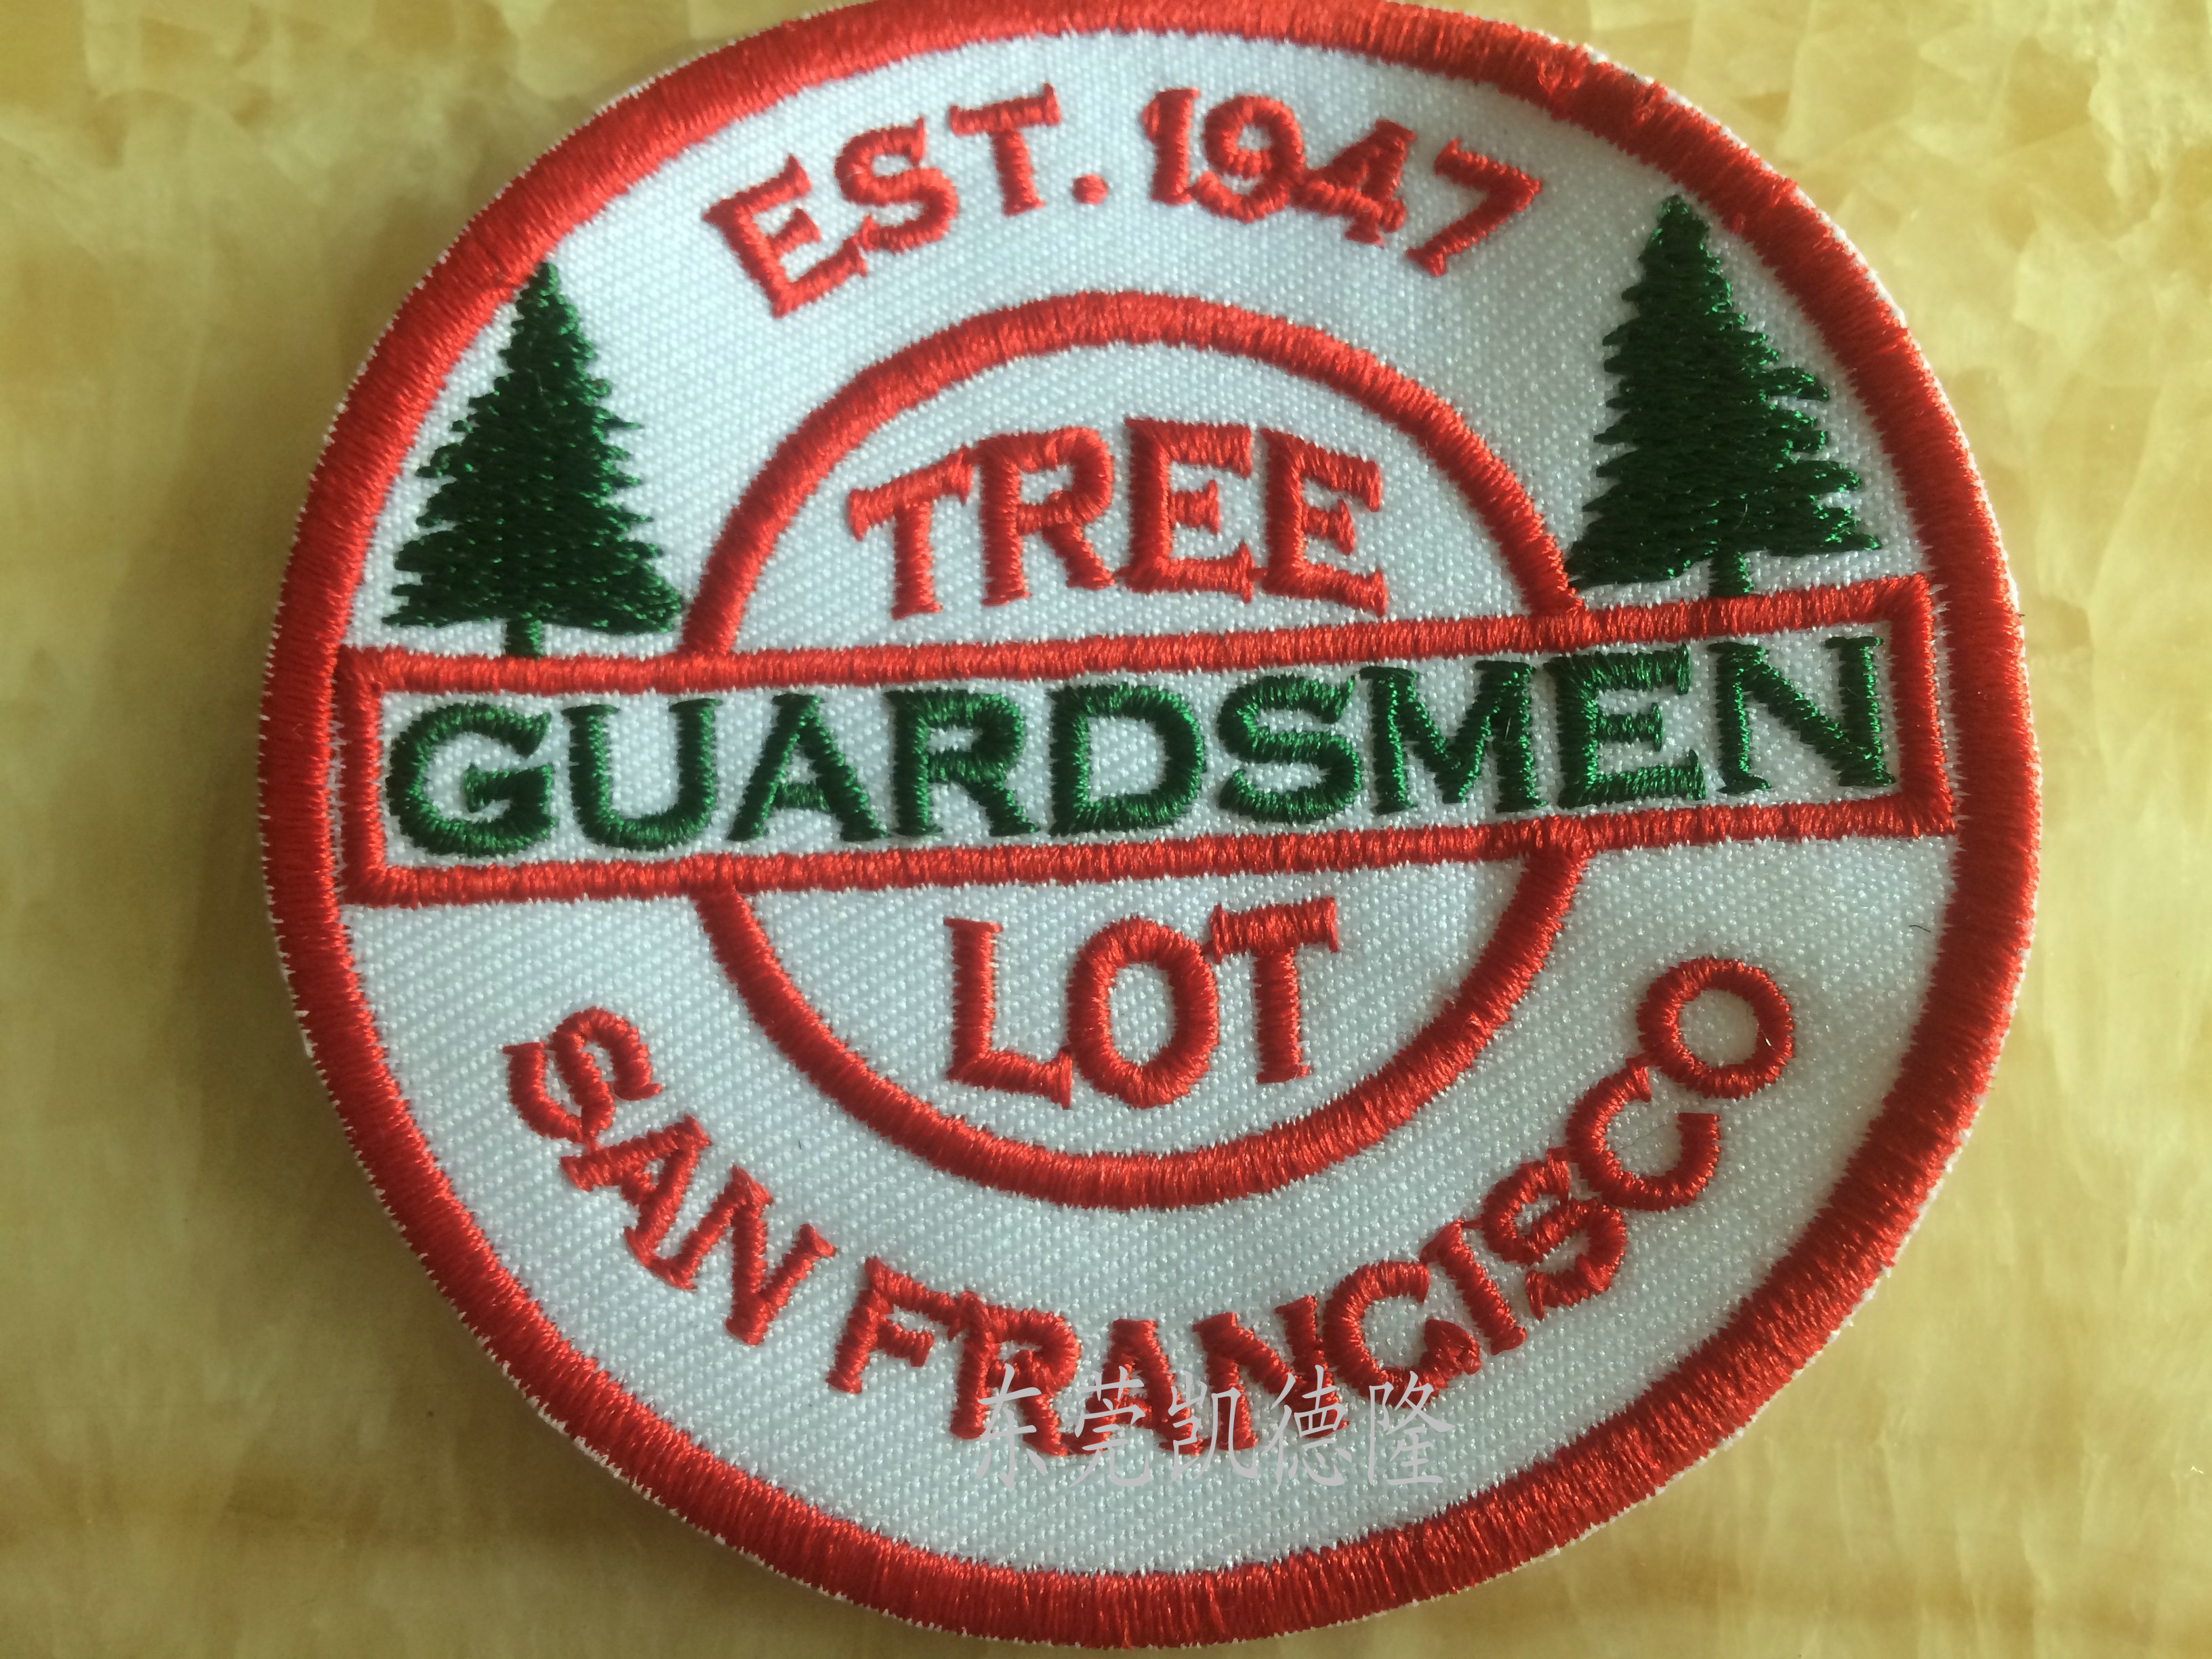 EST. 1947
TREE
GUARDSMEN
LOT
SAN FRANCISCO
东莞凯德隆